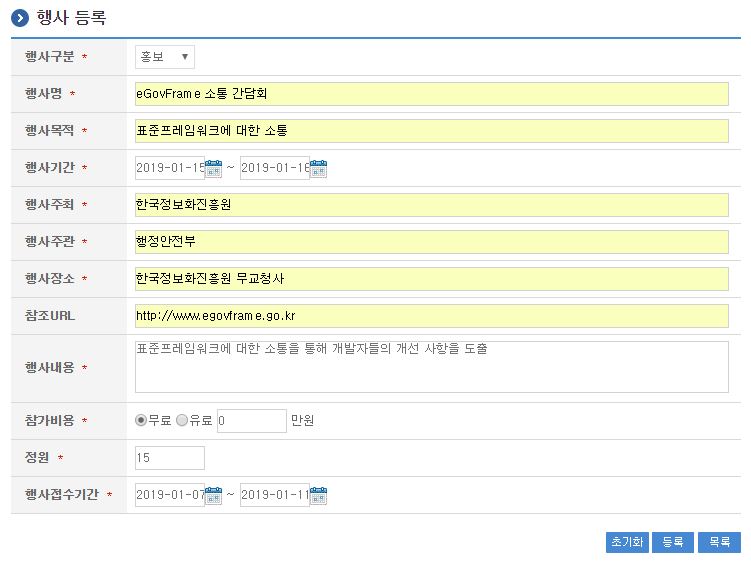 행사 등록
행사구분 * 홍보 ▼
행사명 * eGovFrame 소통 간담회
행사목적 * 표준프레임워크에 대한 소통
행사기간 * 2019-01-15 ~ 2019-01-16
행사주최 * 한국정보화진흥원
행사주관 * 행정안전부
행사장소 * 한국정보화진흥원 무교청사
참조URL http://www.egovframe.go.kr
행사내용 * 표준프레임워크에 대한 소통을 통해 개발자들의 개선 사항을 도출
참가비용 * 무료 유료 0 만원
정원 * 15
행사접수기간 * 2019-01-07 ~ 2019-01-11
초기화 등록 목록